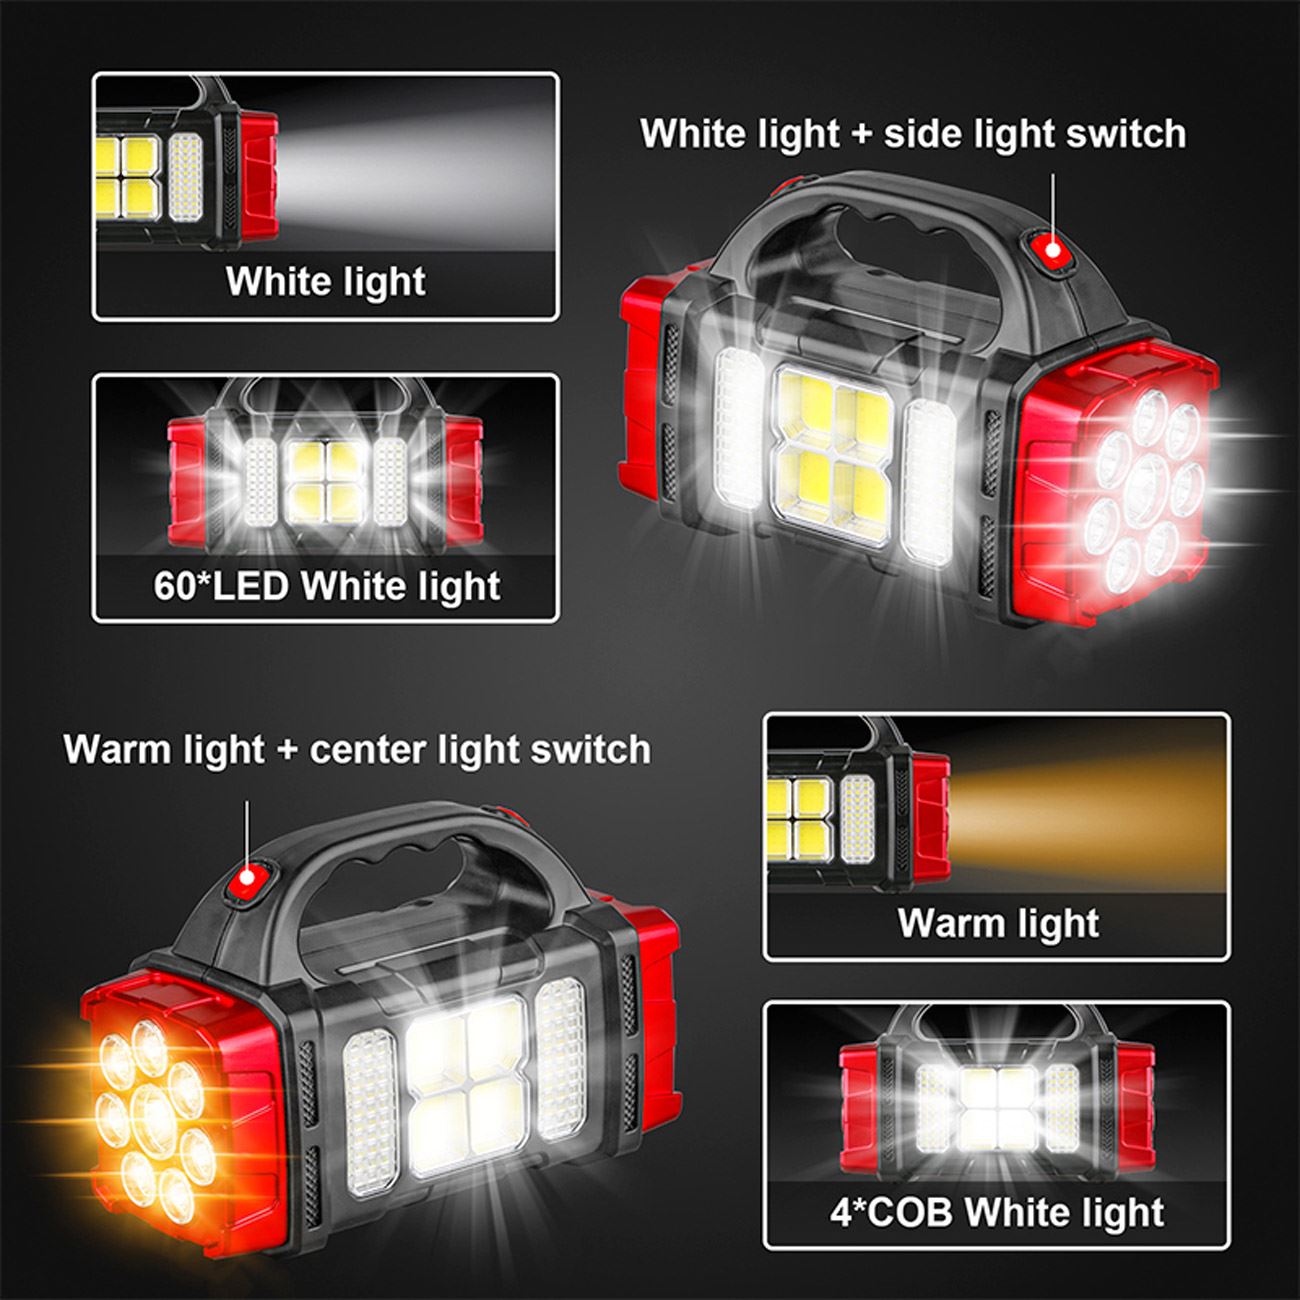 White light
White light + side light switch
60*LED White light
Warm light + center light switch
Warm light
4*COB White light